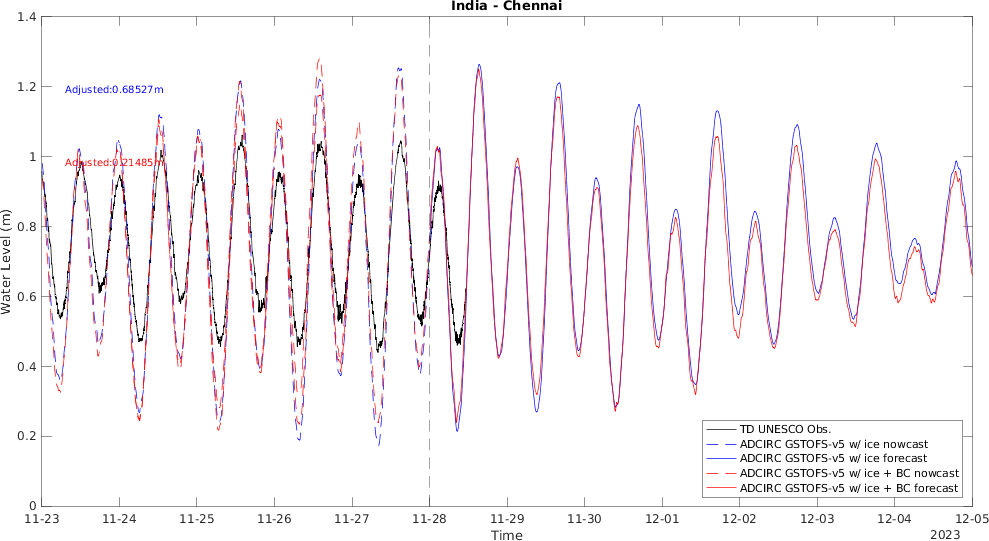 India - Chennai
1.4
1.2
1
0.8
0.6
0.4
0.2
0
Water Level (m)
Adjusted:0.68527m
Adjusted:0.21485m
TD UNESCO Obs.
ADCIRC GSTOFS-v5 w/ ice nowcast
ADCIRC GSTOFS-v5 w/ ice forecast
ADCIRC GSTOFS-v5 w/ ice + BC nowcast
ADCIRC GSTOFS-v5 w/ ice + BC forecast
11-23 11-24 11-25 11-26 11-27 11-28 11-29 11-30 12-01 12-02 12-03 12-04 12-05
Time
2023